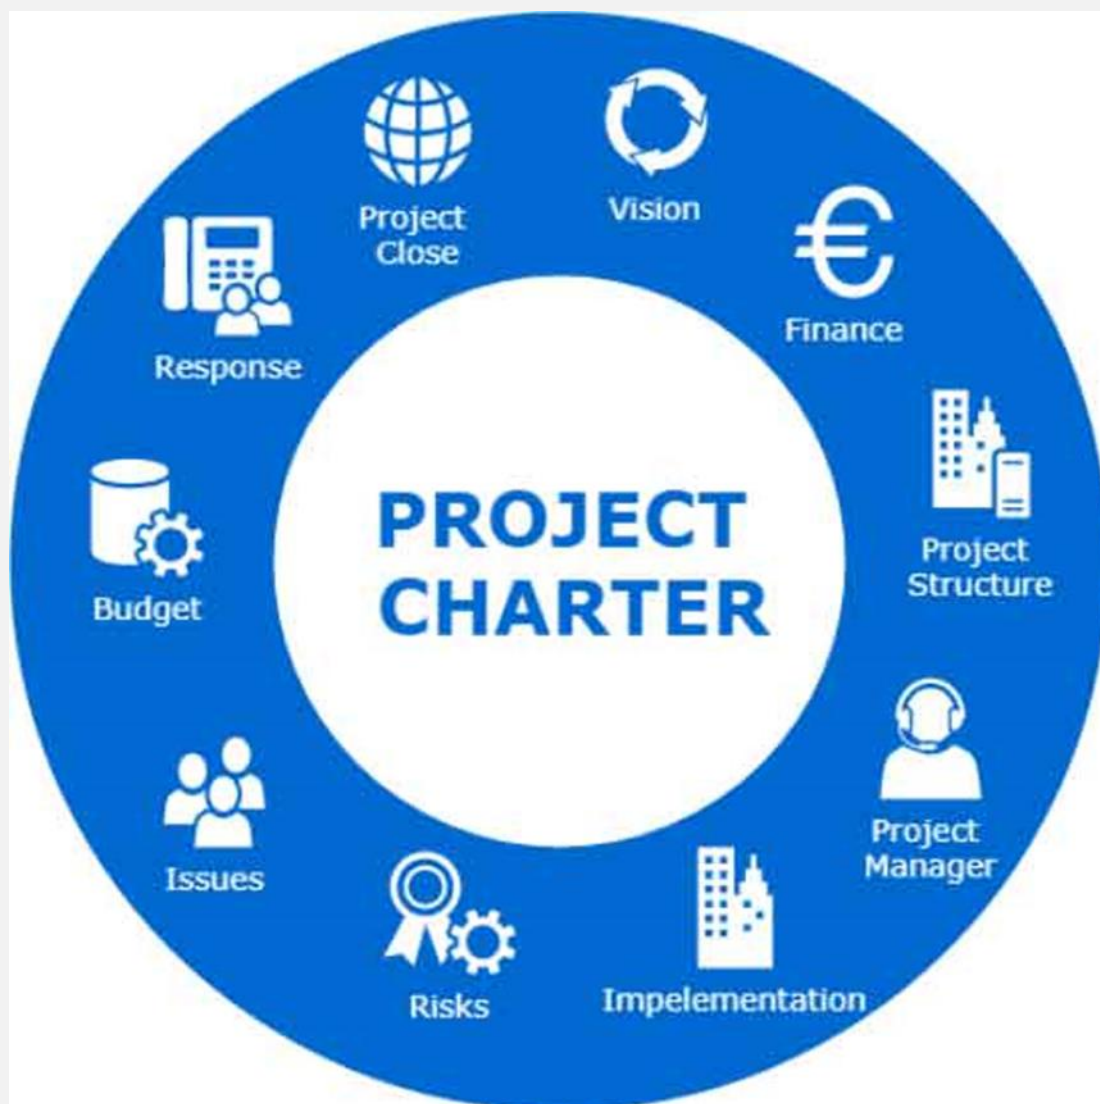 PROJECT
CHARTER
Vision
Finance
Project
Structure
Project
Manager
Impelementation
Risks
Issues
Budget
Response
Project
Close